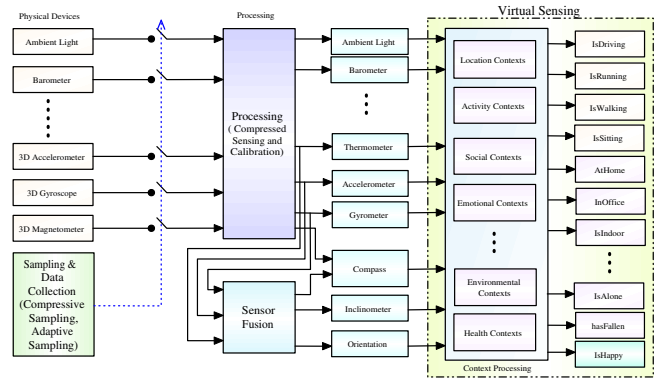 Virtual Sensing
Physical Devices
Processing
Ambient Light
Barometer
3D Accelerometer
3D Gyroscope
3D Magnetometer
Sampling &
Data
Collection
(Compressive
Sampling,
Adaptive
Sampling)
Processing
( Compressed
Sensing and
Calibration)
Sensor
Fusion
Ambient Light
Barometer
Thermometer
Accelerometer
Gyrometer
Compass
Inclinometer
Orientation
Location Contexts
Activity Contexts
Social Contexts
Emotional Contexts
Environmental
Contexts
Health Contexts
Context Processing
IsDriving
IsRunning
IsWalking
IsSitting
AtHome
InOffice
IsIndoor
IsAlone
hasFallen
IsHappy